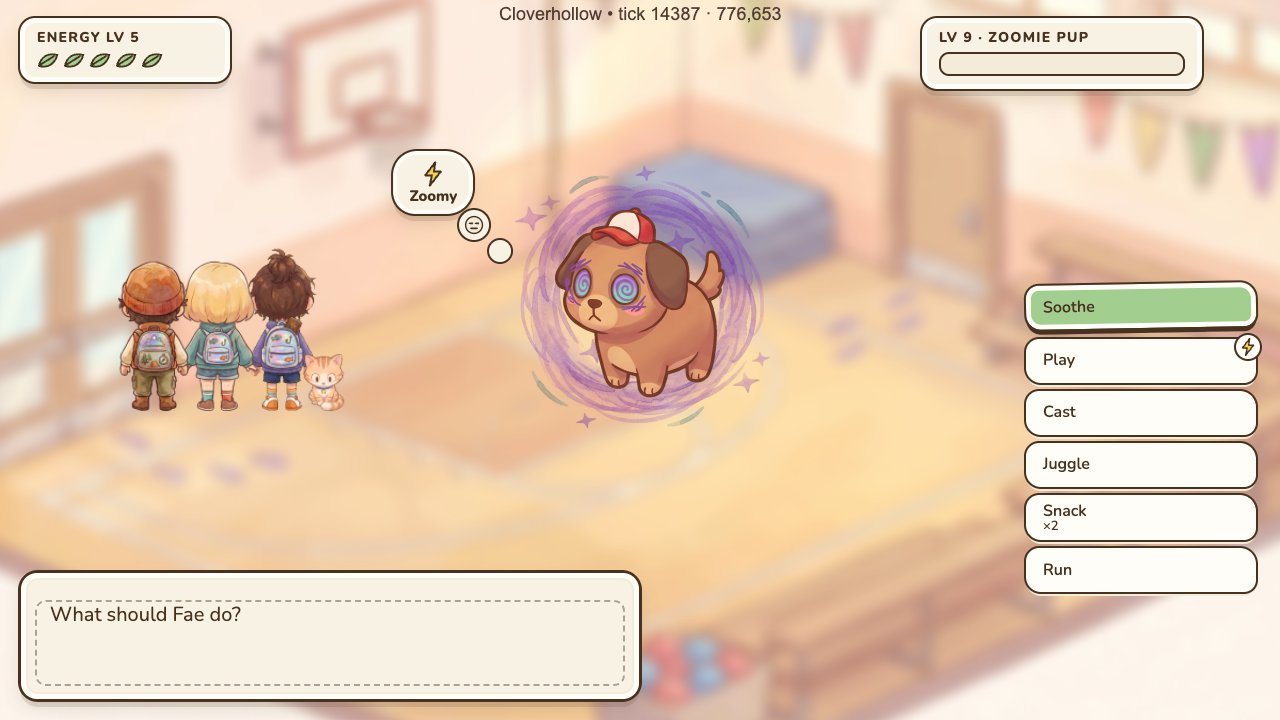 Cloverhollow • tick 14387 · 776,653
ENERGY LV 5
LV 9 · ZOOMIE PUP
Zoomy
Soothe
Play
Cast
Juggle
Snack
×2
Run
What should Fae do?